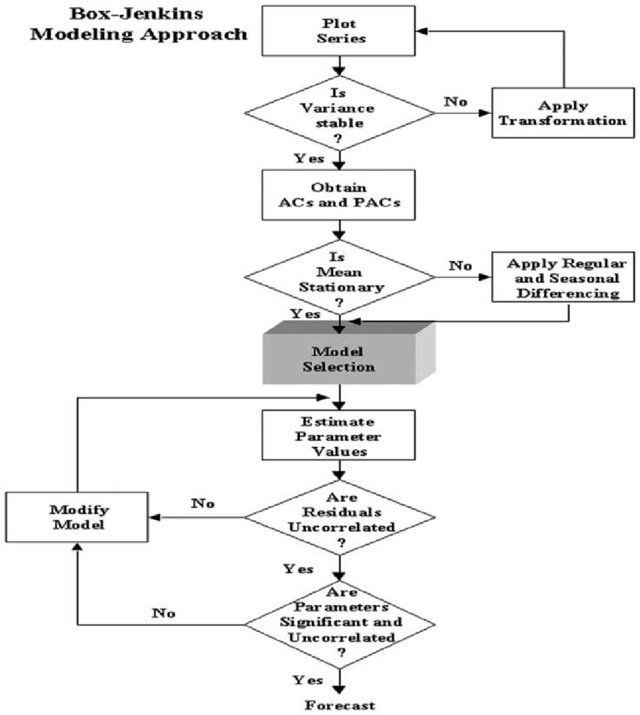 Box-Jenkins
Modeling Approach
Plot
Series
Is
Variance
stable
?
No
Apply
Transformation
Yes
Obtain
ACs and PACs
Is
Mean
Stationary
?
No
Apply Regular
and Seasonal
Differencing
Yes
Model
Selection
Estimate
Parameter
Values
Are
Residuals
Uncorrelated
?
No
Modify
Model
Yes
Are
Parameters
Significant and
Uncorrelated
?
No
Yes
Forecast